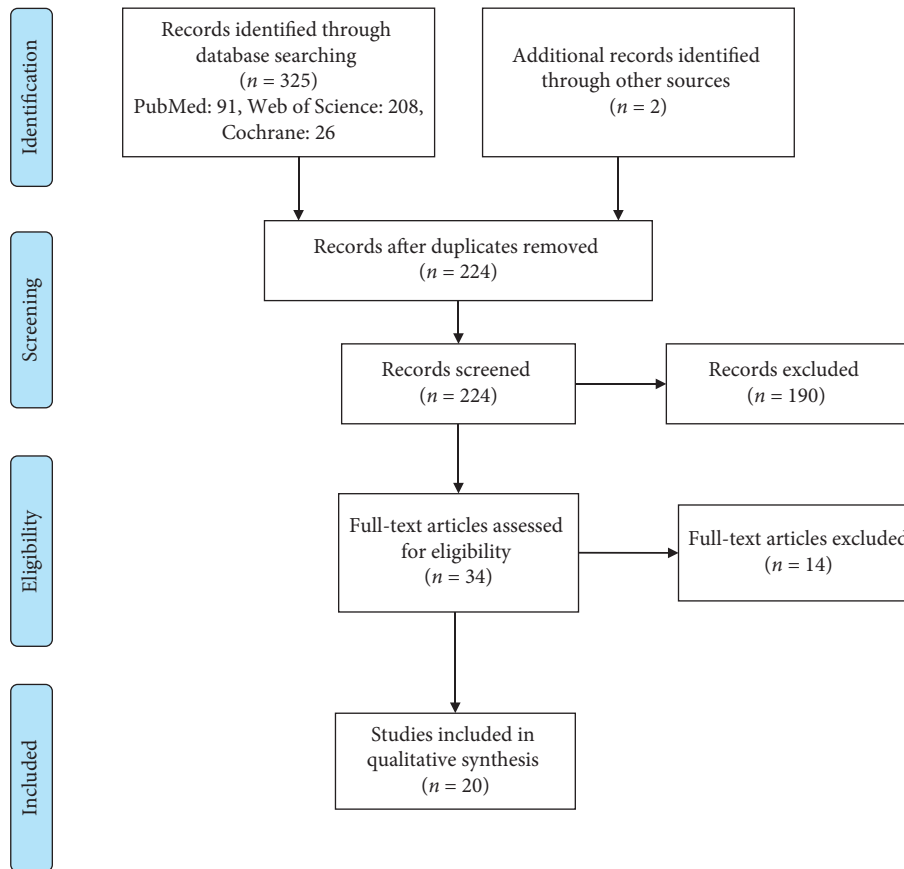 Identification
Records identified through
database searching
(n = 325)
PubMed: 91, Web of Science: 208,
Cochrane: 26
Additional records identified
through other sources
(n = 2)
Screening
Records after duplicates removed
(n = 224)
Records screened
(n = 224)
Records excluded
(n = 190)
Eligibility
Full-text articles assessed
for eligibility
(n = 34)
Full-text articles excluded
(n = 14)
Included
Studies included in
qualitative synthesis
(n = 20)